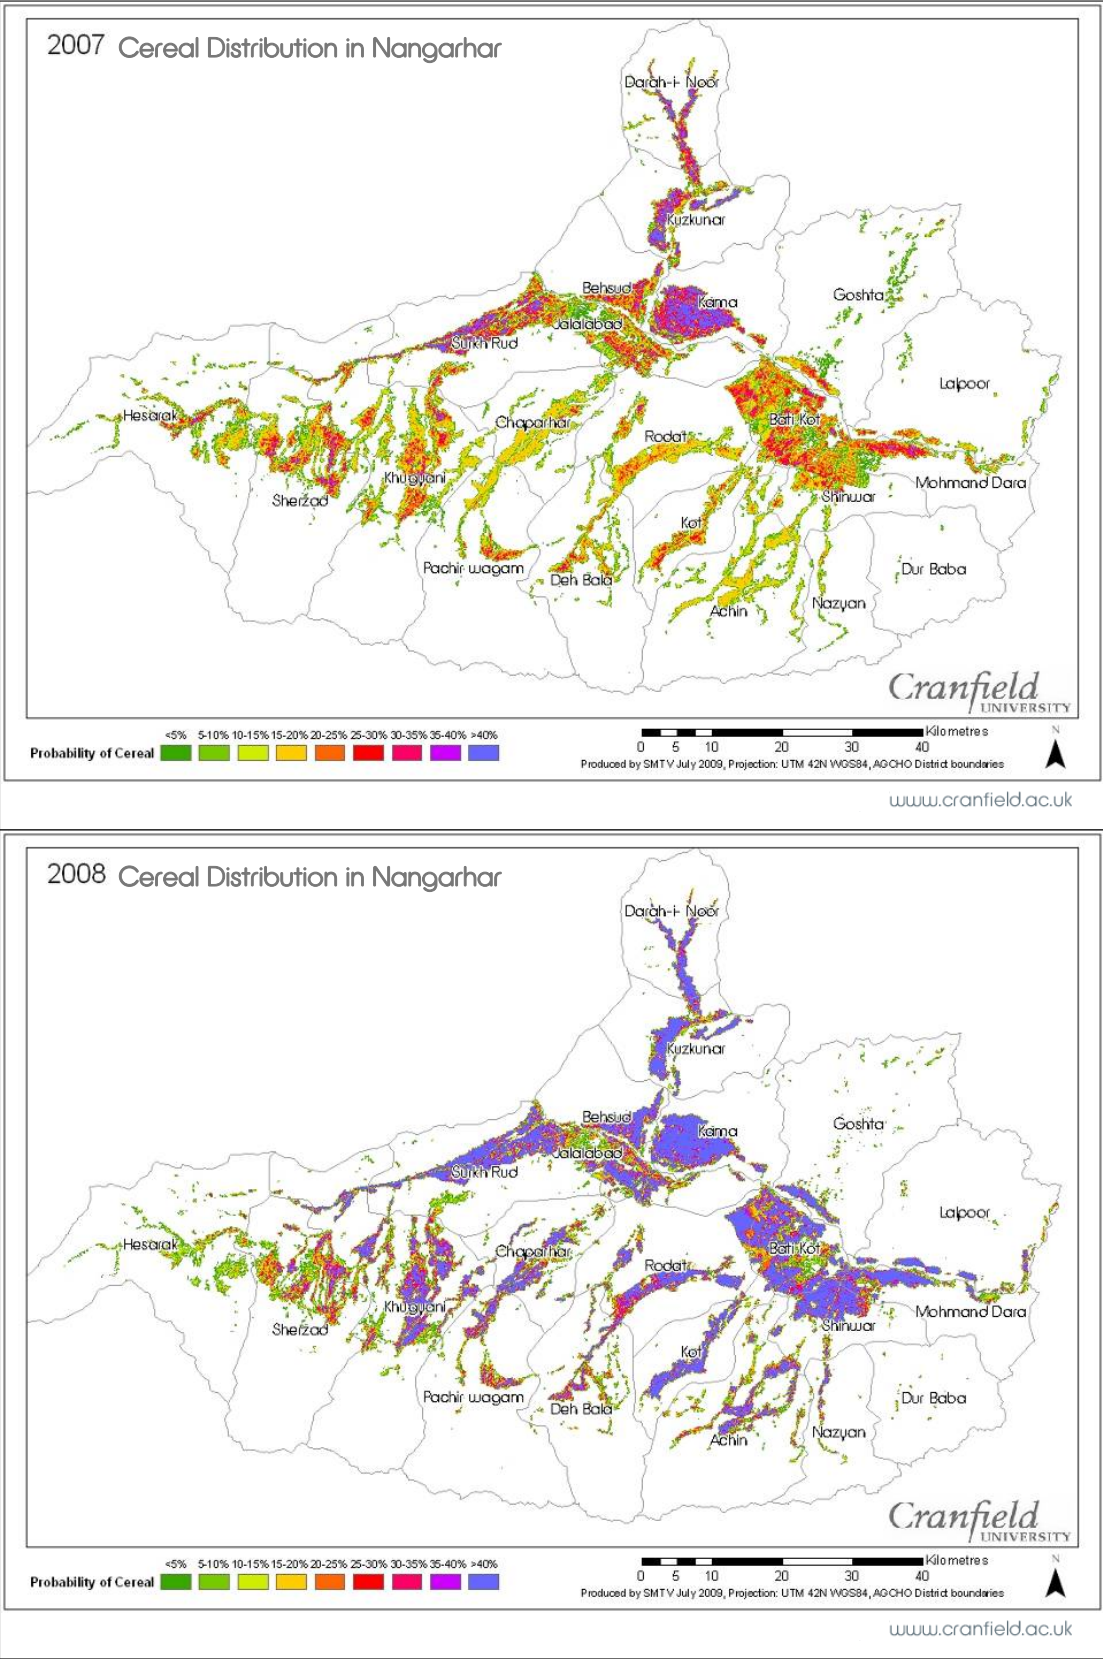 2007 Cereal Distribution in Nangarhar
Darah-i- Noor
Kuzkunar
Behsud
Kama
Goshta
Jalalabad
Surkh Rud
Lalpoor
Hesarak
Chaparhar
Bati Kot
Rodat
Khugyani
Mohmand Dara
Sherzad
Shinwar
Kot
Pachir wagam
Deh Bala
Dur Baba
Achin
Nazyan
Cranfield
UNIVERSITY
<5% 5-10% 10-15% 15-20% 20-25% 25-30% 30-35% 35-40% >40%
Probability of Cereal
Kilometres
0 5 10 20 30 40
N
Produced by SMTV July 2009, Projection: UTM 42N WGS84, AGCHO District boundaries
www.cranfield.ac.uk
2008 Cereal Distribution in Nangarhar
Darah-i- Noor
Kuzkunar
Behsud
Kama
Goshta
Jalalabad
Surkh Rud
Lalpoor
Hesarak
Chaparhar
Bati Kot
Rodat
Khugyani
Mohmand Dara
Sherzad
Shinwar
Kot
Pachir wagam
Deh Bala
Dur Baba
Achin
Nazyan
Cranfield
UNIVERSITY
<5% 5-10% 10-15% 15-20% 20-25% 25-30% 30-35% 35-40% >40%
Probability of Cereal
Kilometres
0 5 10 20 30 40
N
Produced by SMTV July 2009, Projection: UTM 42N WGS84, AGCHO District boundaries
www.cranfield.ac.uk